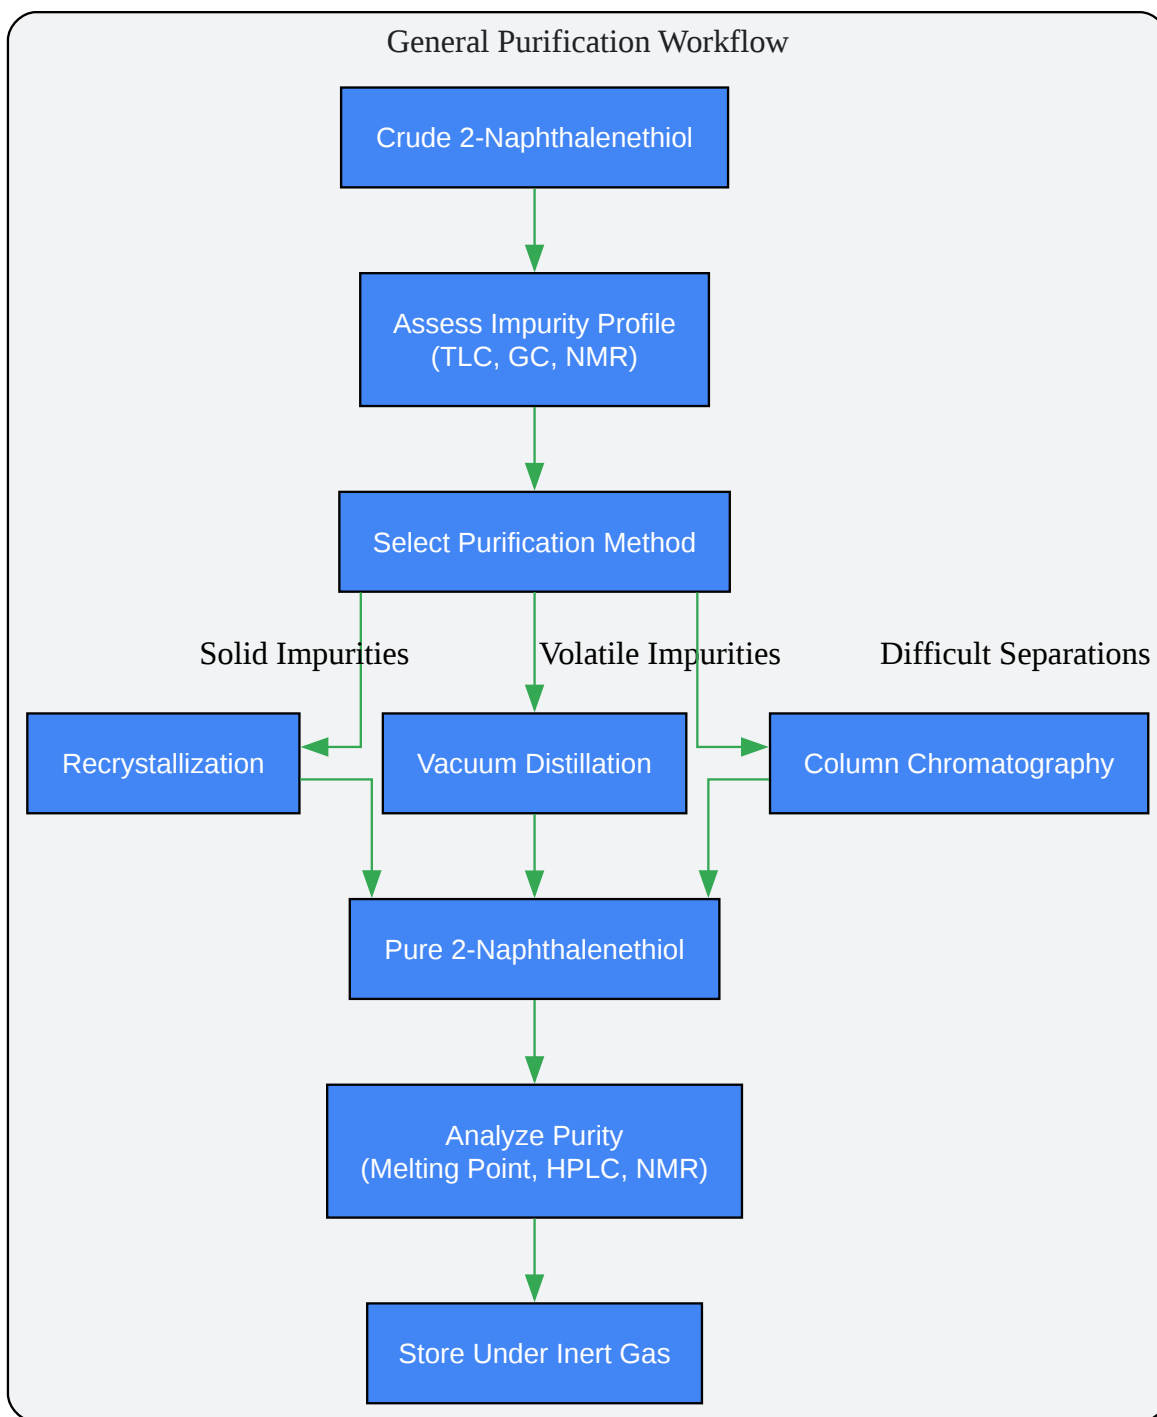 General Purification Workflow
Crude 2-Naphthalenethiol
Assess Impurity Profile
(TLC, GC, NMR)
Select Purification Method
Solid Impurities
Volatile Impurities
Difficult Separations
Recrystallization
Vacuum Distillation
Column Chromatography
Pure 2-Naphthalenethiol
Analyze Purity
(Melting Point, HPLC, NMR)
Store Under Inert Gas